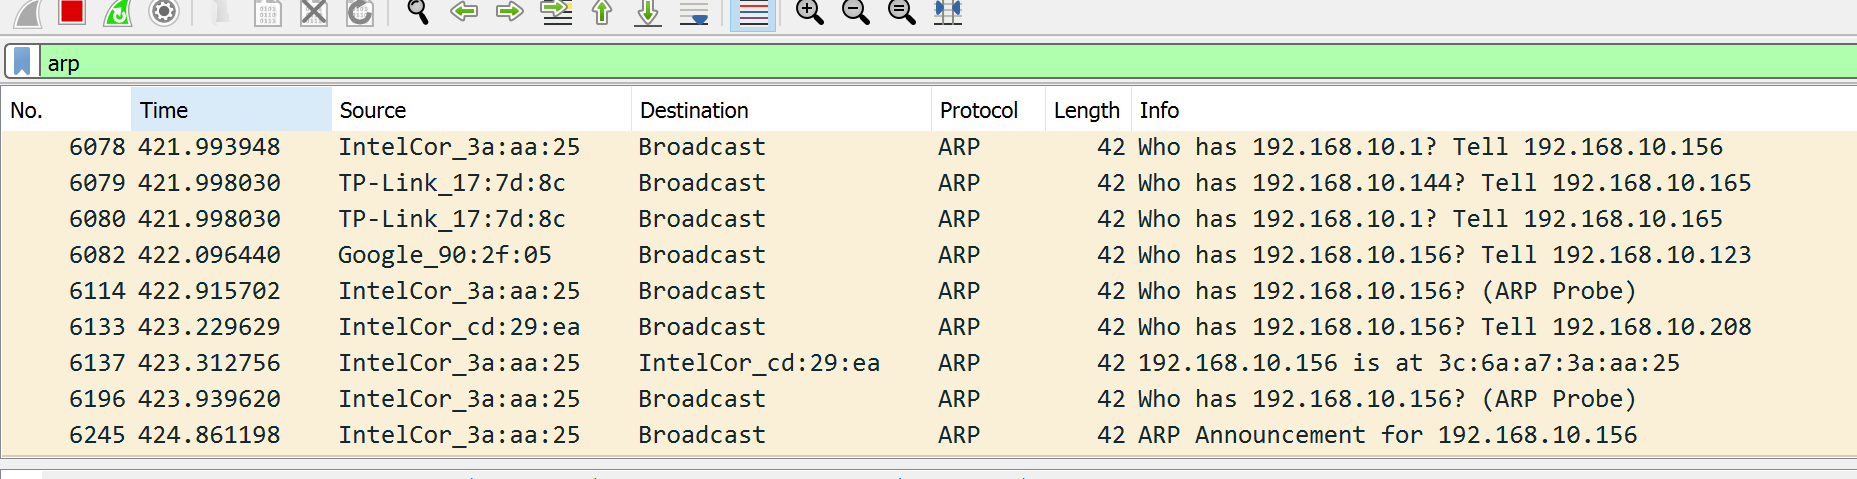 arp
No. Time Source Destination Protocol Length Info
6078 421.993948 IntelCor_3a:aa:25 Broadcast ARP 42 Who has 192.168.10.1? Tell 192.168.10.156
6079 421.998030 TP-Link_17:7d:8c Broadcast ARP 42 Who has 192.168.10.144? Tell 192.168.10.165
6080 421.998030 TP-Link_17:7d:8c Broadcast ARP 42 Who has 192.168.10.1? Tell 192.168.10.165
6082 422.096440 Google_90:2f:05 Broadcast ARP 42 Who has 192.168.10.156? Tell 192.168.10.123
6114 422.915702 IntelCor_3a:aa:25 Broadcast ARP 42 Who has 192.168.10.156? (ARP Probe)
6133 423.229629 IntelCor_cd:29:ea Broadcast ARP 42 Who has 192.168.10.156? Tell 192.168.10.208
6137 423.312756 IntelCor_3a:aa:25 IntelCor_cd:29:ea ARP 42 192.168.10.156 is at 3c:6a:a7:3a:aa:25
6196 423.939620 IntelCor_3a:aa:25 Broadcast ARP 42 Who has 192.168.10.156? (ARP Probe)
6245 424.861198 IntelCor_3a:aa:25 Broadcast ARP 42 ARP Announcement for 192.168.10.156